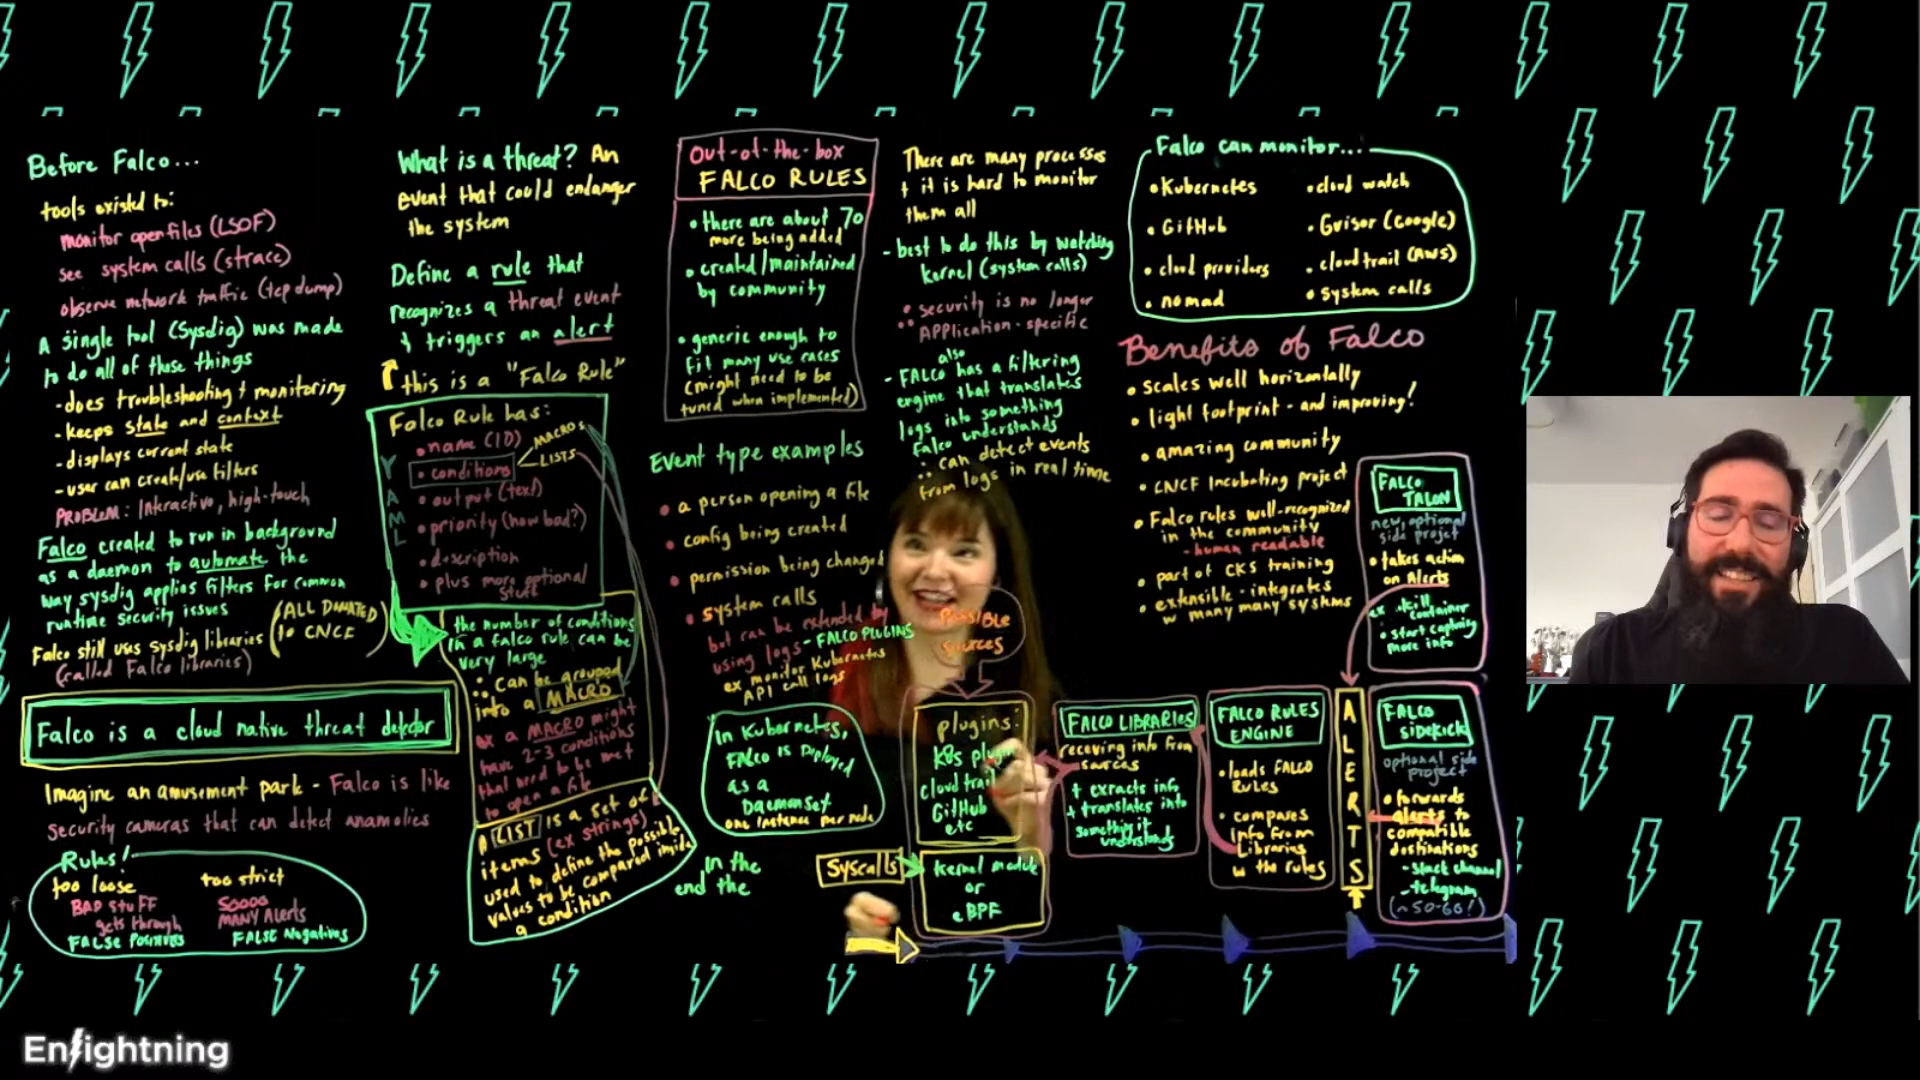 Before Falco...
tools existed to:
monitor open files (LSOF)
see system calls (strace)
observe network traffic (tcp dump)
A single tool (Sysdig) was made
to do all of those things
- does troubleshooting + monitoring
- keeps state and context
- displays current state
- user can create/use filters
PROBLEM: Interactive, high-touch
Falco created to run in background
as a daemon to automate the
way sysdig applies filters for common
runtime security issues
(ALL DONATED
to CNCF)
Falco still uses sysdig libraries
(called Falco libraries)
Falco is a cloud native threat detector
Imagine an amusement park - Falco is like
security cameras that can detect anamolies
Rules!
too loose
BAD STUFF
gets through
FALSE POSITIVES
too strict
SOOOO
MANY Alerts
FALSE Negatives
What is a threat? An
event that could endanger
the system
Define a rule that
recognizes a threat event
+ triggers an alert
this is a "Falco Rule"
YAML
Falco Rule has:
• name (ID)
• conditions
- MACROS
- LISTS
• output (text)
• priority (how bad?)
• description
• plus more optional
stuff
the number of conditions
in a falco rule can be
very large
∴ can be grouped
into a MACRO
ex a MACRO might
have 2-3 conditions
that need to be met
to open a file
A LIST is a set of
items (ex strings)
used to define the possible
values to be compared inside
a condition
Out-of-the-box
FALCO RULES
• there are about 70
more being added
• created/maintained
by community
• generic enough to
fit many use cases
(might need to be
tuned when implemented)
Event type examples
• a person opening a file
• config being created
• permission being changed
• system calls
but can be extended by
using logs - FALCO PLUGINS
ex monitor Kubernetes
API call logs
In Kubernetes,
FALCO is Deployed
as a
DaemonSet
one instance per node
In the
end the
There are many processes
+ it is hard to monitor
them all
- best to do this by watching
kernel (system calls)
• security is no longer
APPlication-specific
also
- FALCO has a filtering
engine that translates
logs into something
Falco understands
∴ can detect events
from logs in real time
Possible
sources
plugins:
k8s plugin
cloud trail
GitHub
etc
Syscalls
kernel module
or
eBPF
FALCO LIBRARIES
receving info from
sources
+ exracts info
+ translates into
something it
understands
FALCO RULES
ENGINE
• loads FALCO
RULES
• compares
info from
Libraries
w the rules
ALERTS
Falco can monitor...
• Kubernetes
• GitHub
• cloud providers
• nomad
• cloud watch
• Gvisor (Google)
• cloud trail (AWS)
• system calls
Benefits of Falco
• scales well horizontally
• light footprint - and improving!
• amazing community
• CNCF Incubating project
• Falco rules well-recognized
in the community
- human readable
• part of CKS training
• extensible - integrates
w many many systems
FALCO
TALON
new, optional
side projet
• takes action
on Alerts
ex • kill
container
• start capturing
more info
FALCO
SIDEKICK
optional side
project
• forwards
alerts to
compatible
destinations
- slack channel
- telegram
(~50-60!)
Enlightning